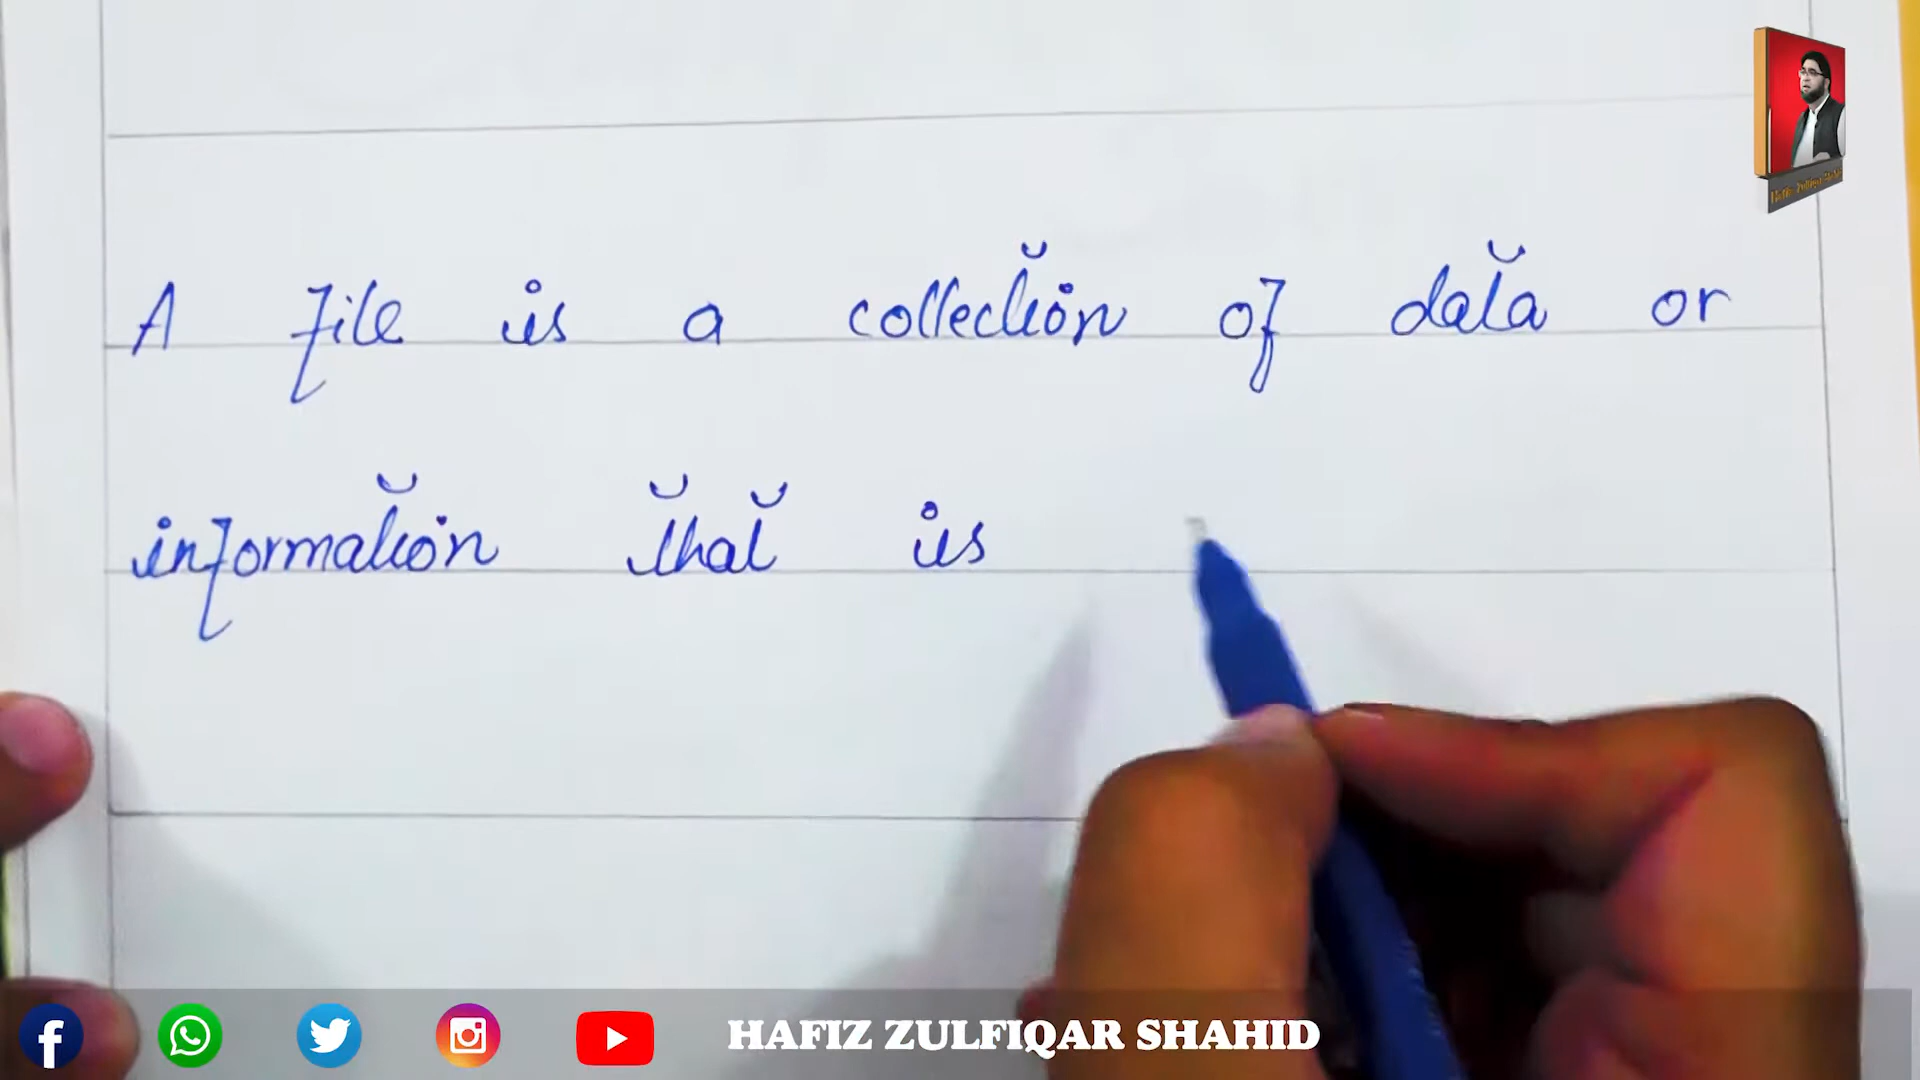 A file is a collection of data or
information that is
HAFIZ ZULFIQAR SHAHID